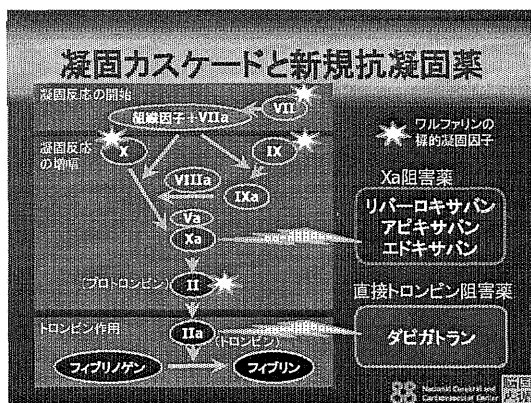 凝固カスケードと新規抗凝固薬
凝固反応の開始
VII
組織因子+VIIa
凝固反応
の増幅
X
IX
VIIIa
IXa
Va
Xa
(プロトロンビン)
II
トロンビン作用
IIa
(トロンビン)
フィブリノゲン
フィブリン
ワルファリンの
標的凝固因子
Xa阻害薬
リバーロキサバン
アピキサバン
エドキサバン
直接トロンビン阻害薬
ダビガトラン
National Cerebral and
Cardiovascular Center